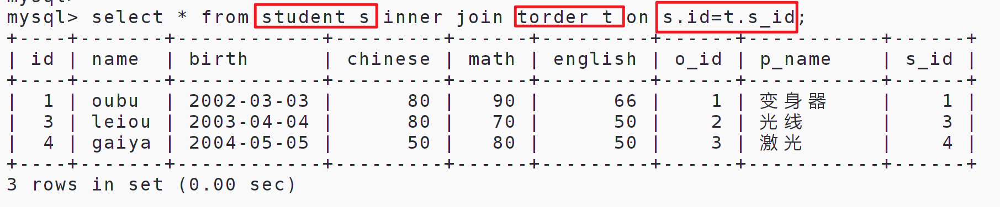 mysql>
mysql> select * from student s inner join torder t on s.id=t.s_id;
+----+-------+------------+---------+------+---------+------+-----------+------+
| id | name  | birth      | chinese | math | english | o_id | p_name    | s_id |
+----+-------+------------+---------+------+---------+------+-----------+------+
|  1 | oubu  | 2002-03-03 |      80 |   90 |      66 |    1 | 变身器    |    1 |
|  3 | leiou | 2003-04-04 |      80 |   70 |      50 |    2 | 光线      |    3 |
|  4 | gaiya | 2004-05-05 |      50 |   80 |      50 |    3 | 激光      |    4 |
+----+-------+------------+---------+------+---------+------+-----------+------+
3 rows in set (0.00 sec)